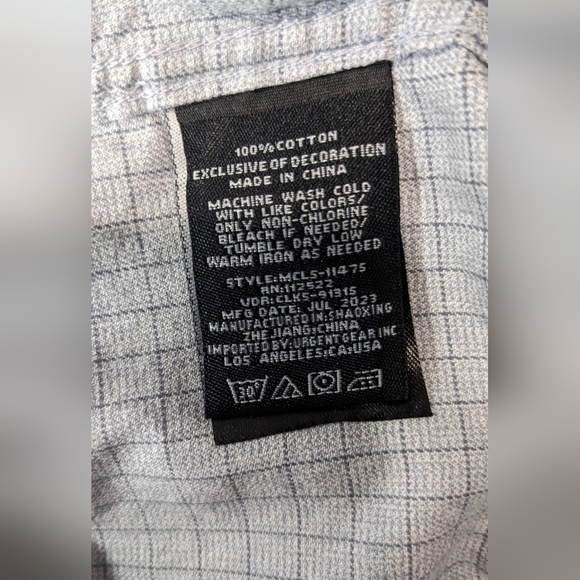 100% COTTON
EXCLUSIVE OF DECORATION
MADE IN CHINA
MACHINE WASH COLD
WITH LIKE COLORS/
ONLY NON-CHLORINE
BLEACH IF NEEDED/
TUMBLE DRY LOW
WARM IRON AS NEEDED
STYLE:MCLS-11475
RN:112522
VDR:CLKS-91315
MFG DATE: JUL 2023
MANUFACTURED IN:SHAOXING
ZHEJIANG:CHINA
IMPORTED BY:URGENT GEAR INC
LOS ANGELES:CA:USA
30°